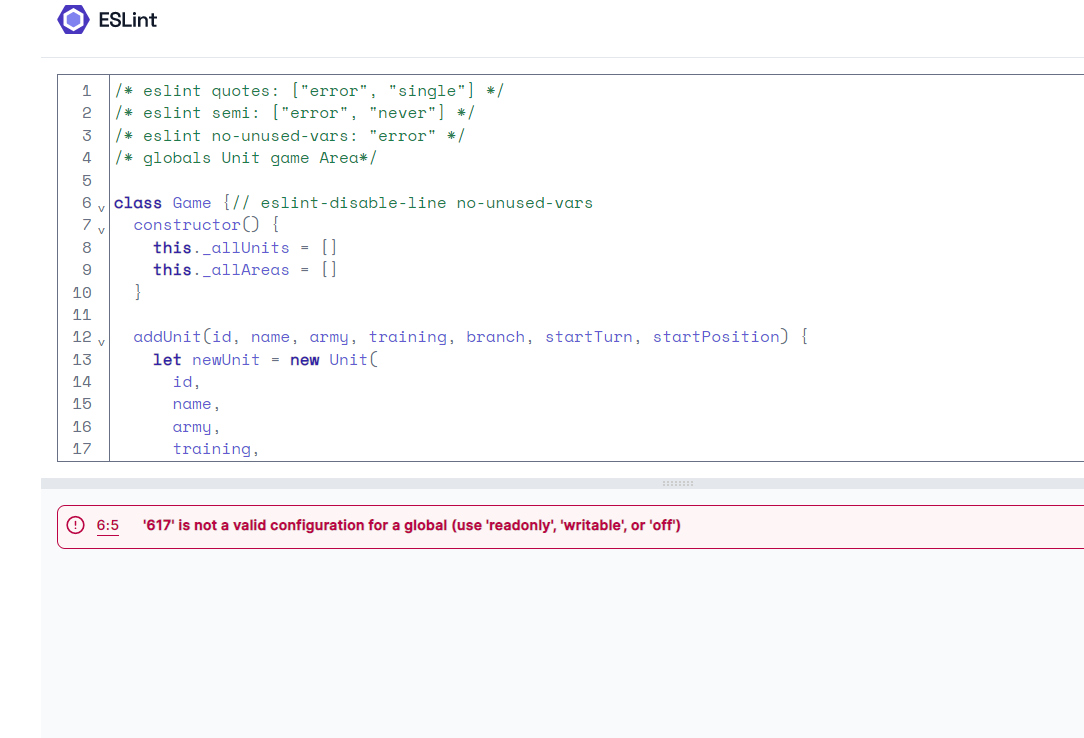 ESLint
1 /* eslint quotes: ["error", "single"] */
2 /* eslint semi: ["error", "never"] */
3 /* eslint no-unused-vars: "error" */
4 /* globals Unit game Area*/
5
6 class Game {// eslint-disable-line no-unused-vars
7 constructor() {
8 this._allUnits = []
9 this._allAreas = []
10 }
11
12 addUnit(id, name, army, training, branch, startTurn, startPosition) {
13 let newUnit = new Unit(
14 id,
15 name,
16 army,
17 training,
6:5 '617' is not a valid configuration for a global (use 'readonly', 'writable', or 'off')